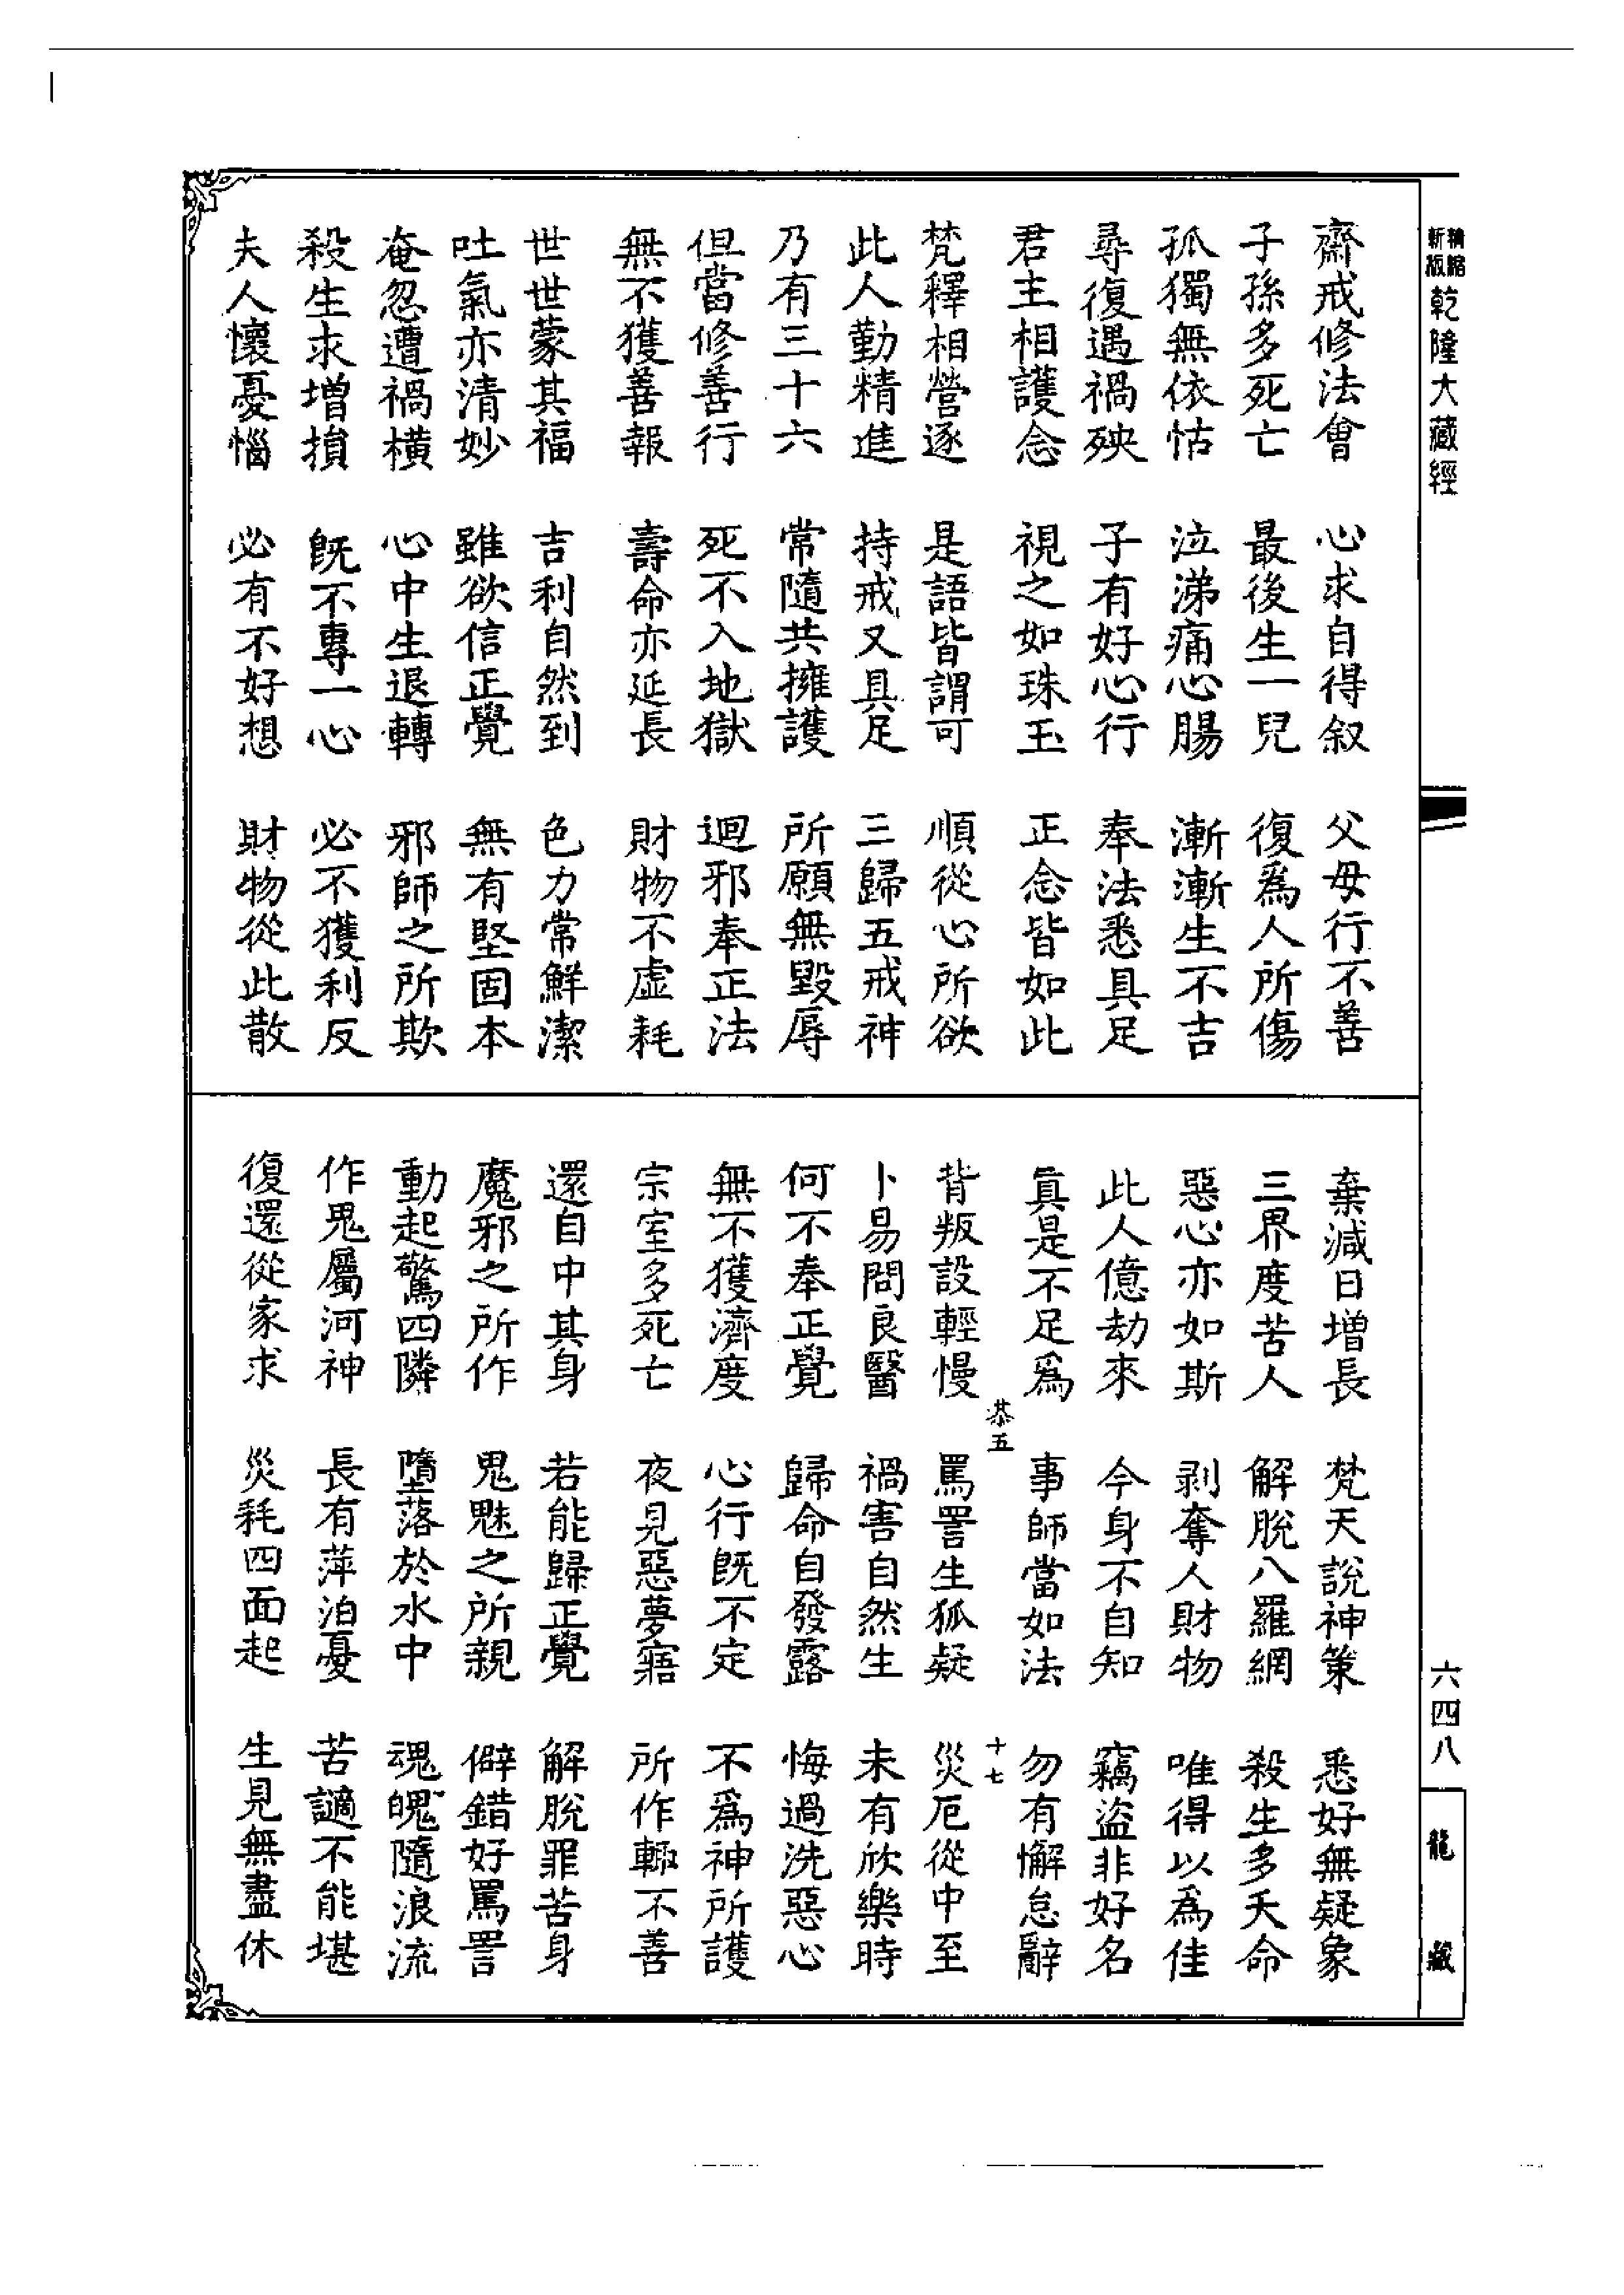 精縮新版乾隆大藏經
齋戒修法會　心求自得叙　父母行不善
子孫多死亡　最後生一兒　復爲人所傷
孤獨無依怙　泣涕痛心腸　漸漸生不吉
尋復遇禍殃　子有好心行　奉法悉具足
君主相護念　視之如珠玉　正念皆如此
梵釋相營逐　是語皆謂可　順從心所欲
此人勤精進　持戒又具足　三歸五戒神
乃有三十六　常隨共擁護　所願無毀辱
但當修善行　死不入地獄　迴邪奉正法
無不獲善報　壽命亦延長　財物不虛耗
世世蒙其福　吉利自然到　色力常鮮潔
吐氣亦清妙　雖欲信正覺　無有堅固本
奄忽遭禍橫　心中生退轉　邪師之所欺
殺生求增損　既不專一心　必不獲利反
夫人懷憂惱　必有不好想　財物從此散
棄減日增長　梵天說神策　悉好無疑象
三界度苦人　解脫八羅網　殺生多夭命
惡心亦如斯　剥奪人財物　唯得以爲佳
此人億劫來　今身不自知　竊盜非好名
真是不足爲　事師當如法　勿有懈怠辭
恭五　十七
背叛設輕慢　罵詈生狐疑　災厄從中至
卜易問良醫　禍害自然生　未有欣樂時
何不奉正覺　歸命自發露　悔過洗惡心
無不獲濟度　心行既不定　不爲神所護
宗室多死亡　夜見惡夢寤　所作輒不善
還自中其身　若能歸正覺　解脫罪苦身
魔邪之所作　鬼魅之所親　僻錯好罵詈
動起驚四隣　墮落於水中　魂魄隨浪流
作鬼屬河神　長有萍泊憂　苦謫不能堪
復還從家求　災耗四面起　生見無盡休
六四八
龍藏